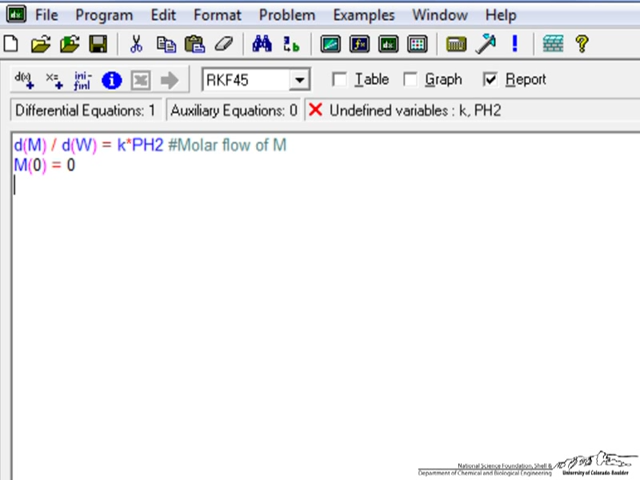 File Program Edit Format Problem Examples Window Help
d(x) x= ini- finl RKF45 Table Graph Report
Differential Equations: 1 Auxiliary Equations: 0 Undefined variables : k, PH2
d(M) / d(W) = k*PH2 #Molar flow of M
M(0) = 0
National Science Foundation, Shell &
Department of Chemical and Biological Engineering University of Colorado Boulder